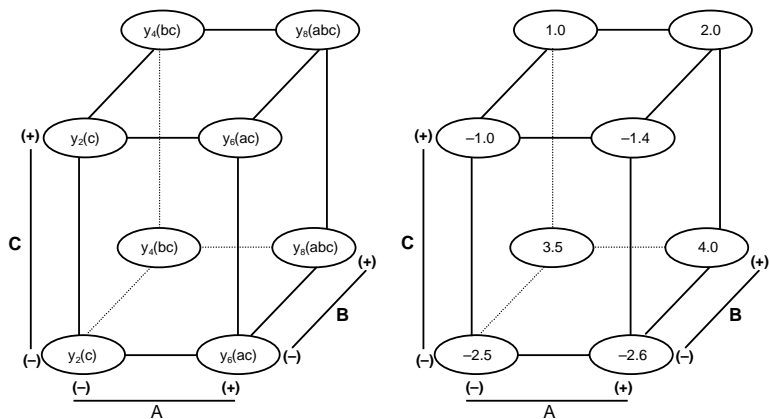 y4(bc) y8(abc) 1.0 2.0
(+) y2(c) y6(ac) (+) –1.0 –1.4
C y4(bc) y8(abc) (+) C 3.5 4.0 (+)
B B
(–) y2(c) y6(ac) (–) (–) –2.5 –2.6 (–)
(–) (+) (–) (+)
A A